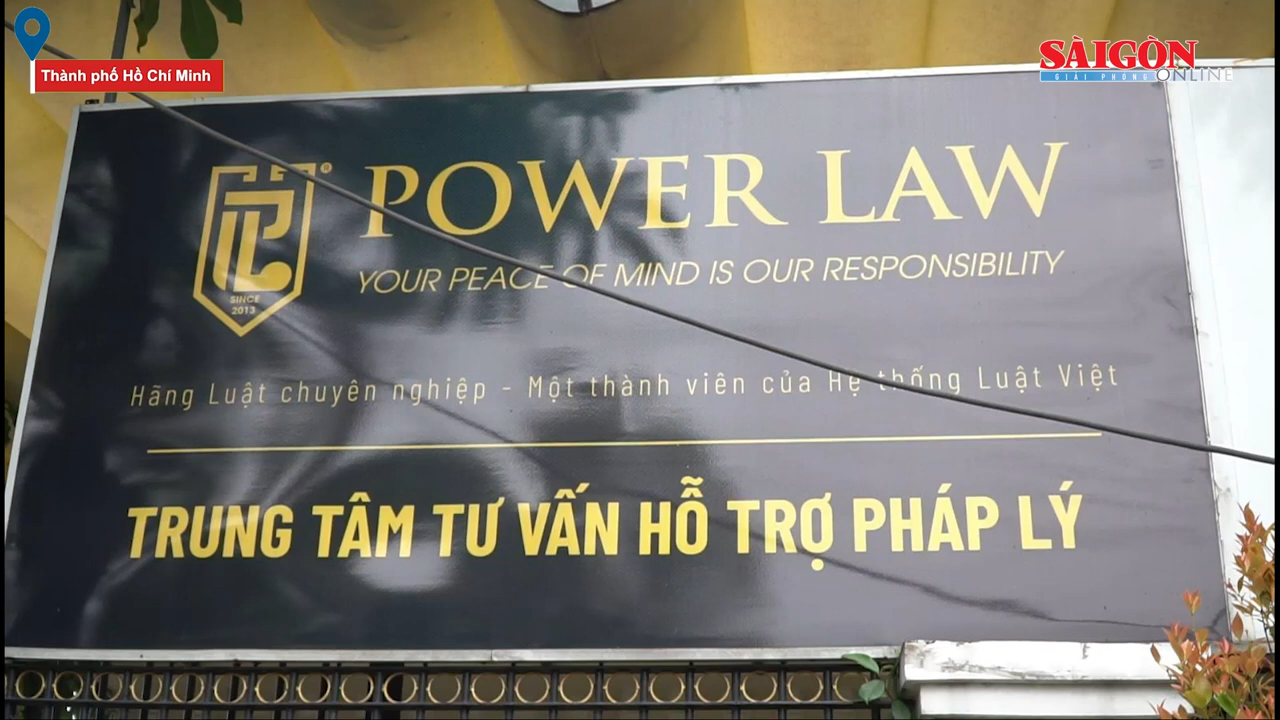 Thành phố Hồ Chí Minh
SÀIGÒN
GIẢI PHÓNG ONLINE
POWER LAW
®
YOUR PEACE OF MIND IS OUR RESPONSIBILITY
SINCE
2013
Hãng Luật chuyên nghiệp - Một thành viên của Hệ thống Luật Việt
TRUNG TÂM TƯ VẤN HỖ TRỢ PHÁP LÝ